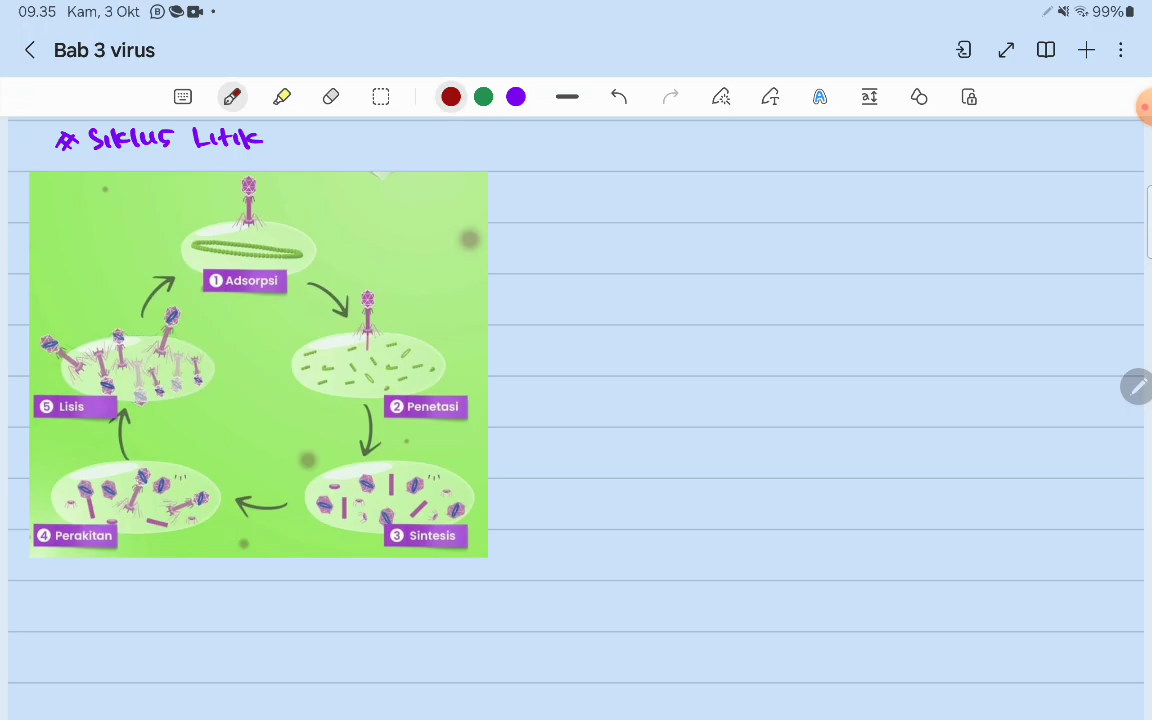 09.35 Kam, 3 Okt
99%
Bab 3 virus
Siklus Litik
1 Adsorpsi
5 Lisis
2 Penetasi
4 Perakitan
3 Sintesis